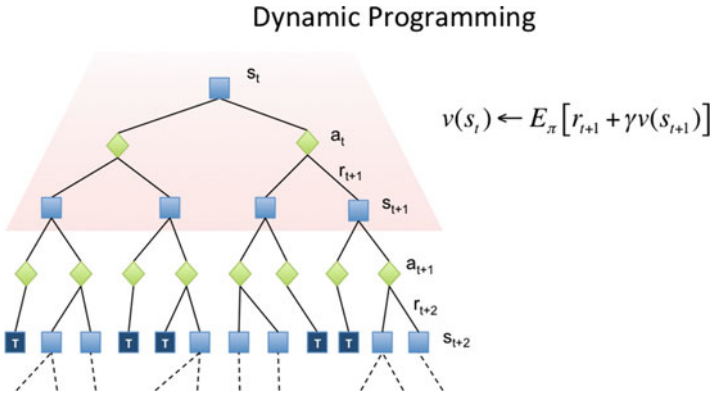 Dynamic Programming
s_t
v(s_t) ← E_π[r_{t+1} + γv(s_{t+1})]
a_t
r_{t+1}
s_{t+1}
a_{t+1}
r_{t+2}
T T T T T s_{t+2}